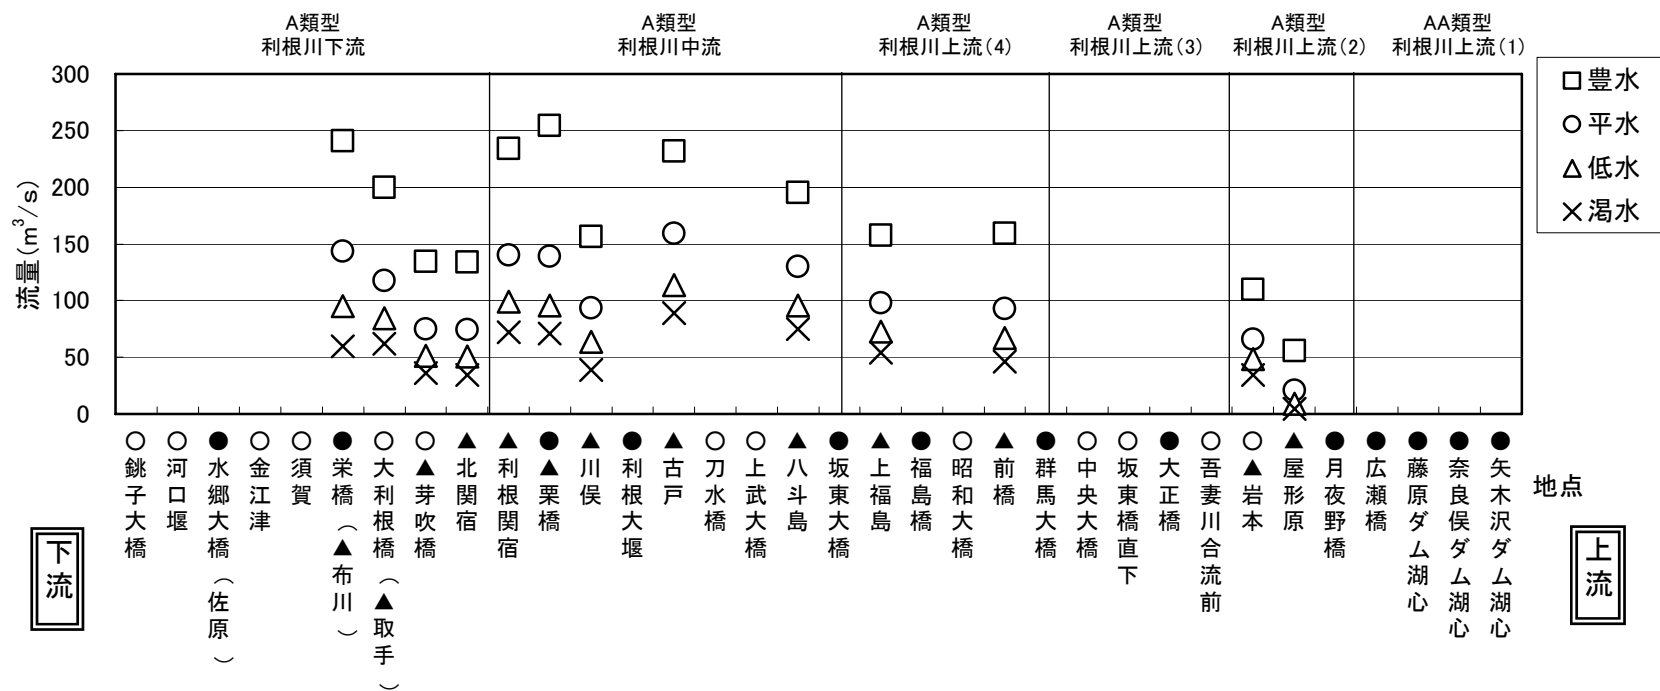 A類型
利根川下流
A類型
利根川中流
A類型
利根川上流(4)
A類型
利根川上流(3)
A類型
利根川上流(2)
AA類型
利根川上流(1)
300
250
200
150
100
50
0
流量(m³/s)
□豊水
○平水
△低水
×渇水
○銚子大橋
○河口堰
●水郷大橋(佐原)
○金江津
○須賀
●栄橋(▲布川)
○大利根橋(▲取手)
○▲芽吹橋
▲北関宿
▲利根関宿
●▲栗橋
▲川俣
●利根大堰
▲古戸
○刀水橋
○上武大橋
▲八斗島
●坂東大橋
▲上福島
●福島橋
○昭和大橋
▲前橋
●群馬大橋
○中央大橋
○坂東橋直下
●大正橋
○吾妻川合流前
○▲岩本
▲屋形原
●月夜野橋
●広瀬橋
●藤原ダム湖心
●奈良俣ダム湖心
●矢木沢ダム湖心
地点
下流
上流